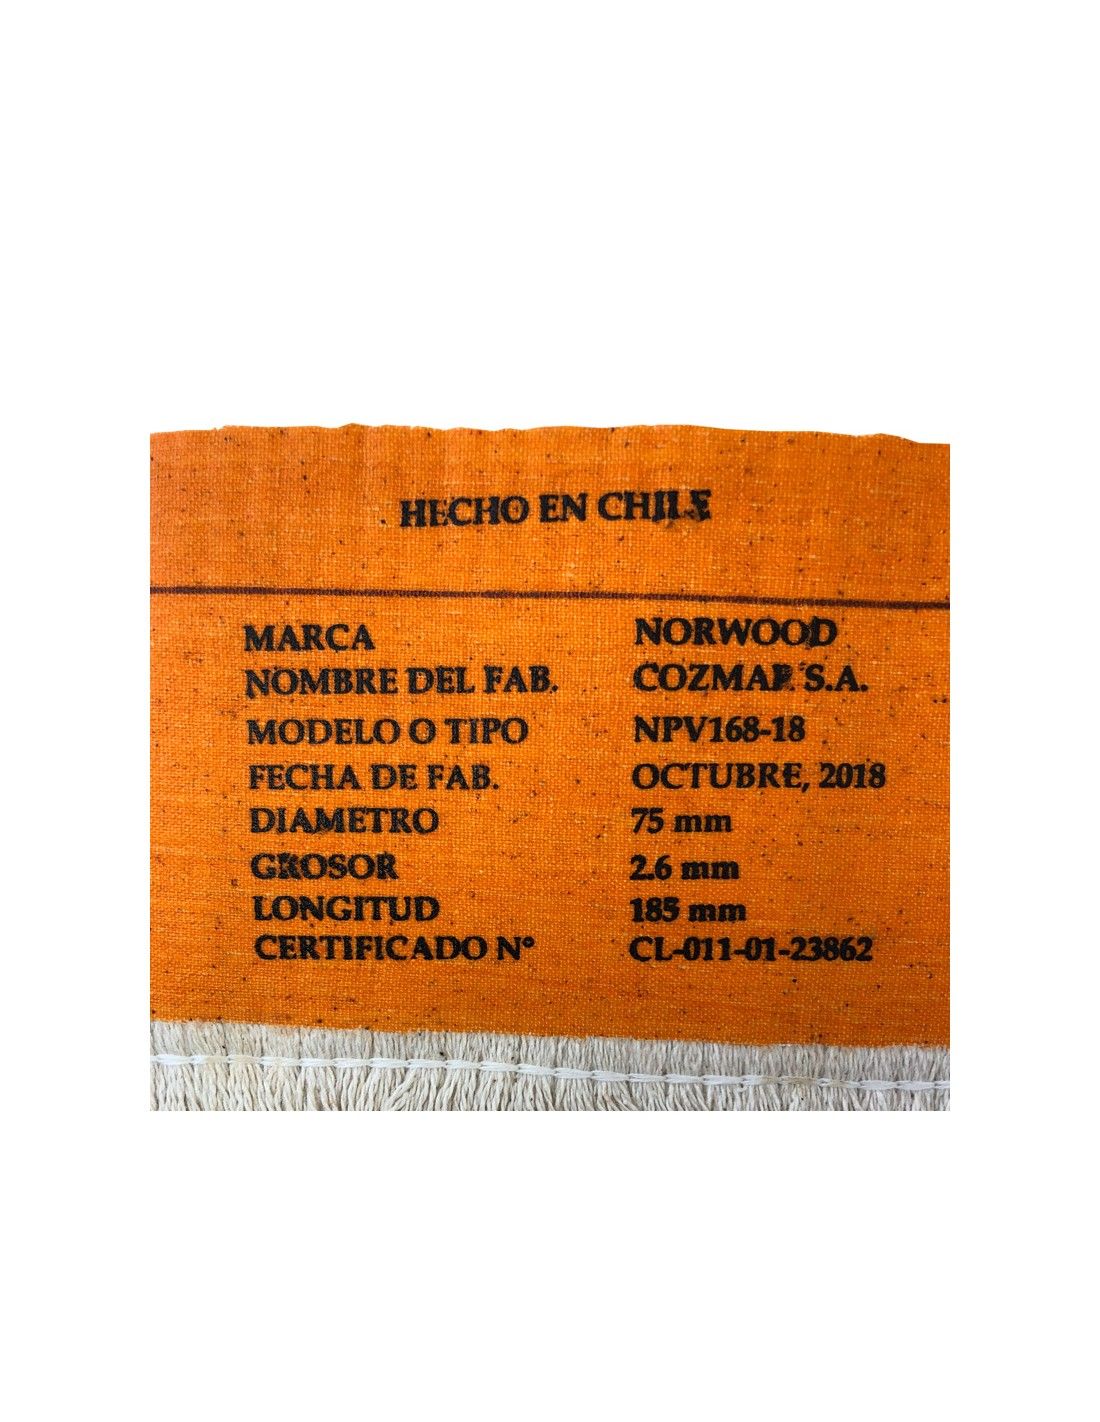 HECHO EN CHILE
MARCA NORWOOD
NOMBRE DEL FAB. COZMAR S.A.
MODELO O TIPO NPV168-18
FECHA DE FAB. OCTUBRE, 2018
DIAMETRO 75 mm
GROSOR 2.6 mm
LONGITUD 185 mm
CERTIFICADO N° CL-011-01-23862